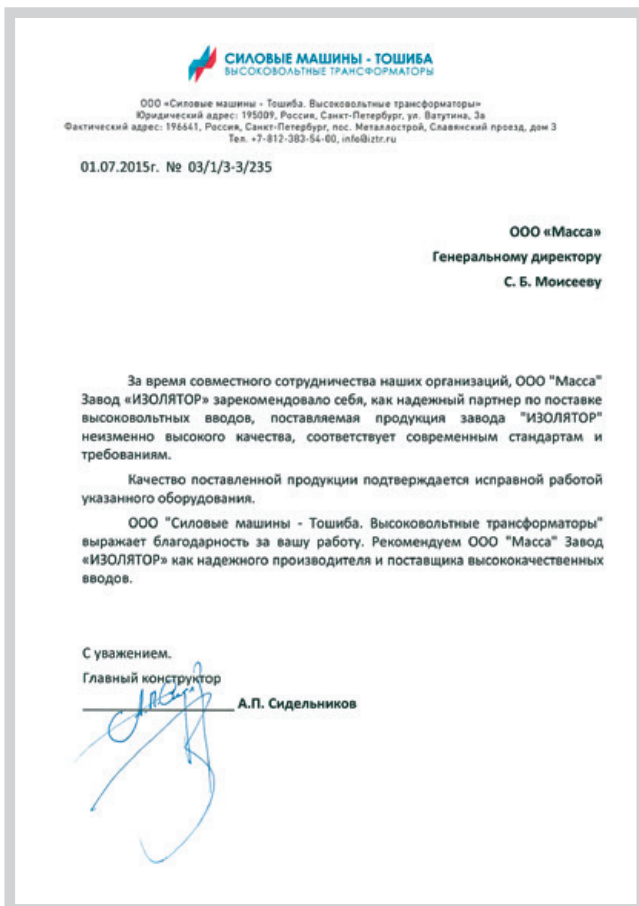 СИЛОВЫЕ МАШИНЫ - ТОШИБА
ВЫСОКОВОЛЬТНЫЕ ТРАНСФОРМАТОРЫ
ООО «Силовые машины - Тошиба. Высоковольтные трансформаторы»
Юридический адрес: 195009, Россия, Санкт-Петербург, ул. Ватутина, 3а
Фактический адрес: 196641, Россия, Санкт-Петербург, пос. Металлострой, Славянский проезд, дом 3
Тел. +7-812-383-54-00, info@iztr.ru
01.07.2015г. № 03/1/3-3/235
ООО «Масса»
Генеральному директору
С. Б. Моисееву
За время совместного сотрудничества наших организаций, ООО "Масса"
Завод «ИЗОЛЯТОР» зарекомендовало себя, как надежный партнер по поставке
высоковольтных вводов, поставляемая продукция завода "ИЗОЛЯТОР"
неизменно высокого качества, соответствует современным стандартам и
требованиям.
Качество поставленной продукции подтверждается исправной работой
указанного оборудования.
ООО "Силовые машины - Тошиба. Высоковольтные трансформаторы"
выражает благодарность за вашу работу. Рекомендуем ООО "Масса" Завод
«ИЗОЛЯТОР» как надежного производителя и поставщика высококачественных
вводов.
С уважением.
Главный конструктор
А.П. Сидельников